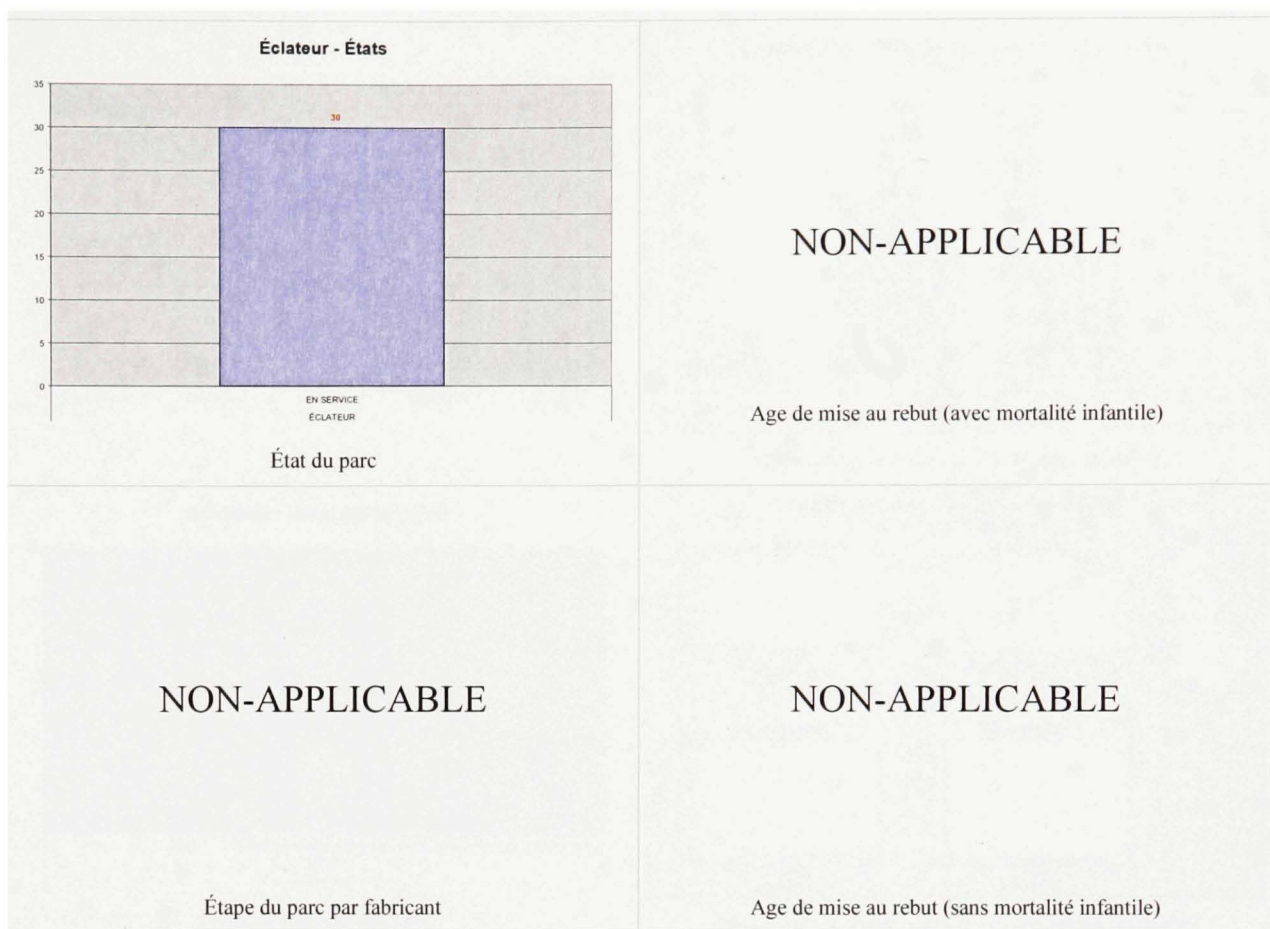 Éclateur - États
35
30
30
25
20
15
10
5
0
EN SERVICE
ÉCLATEUR
État du parc
NON-APPLICABLE
Age de mise au rebut (avec mortalité infantile)
NON-APPLICABLE
Étape du parc par fabricant
NON-APPLICABLE
Age de mise au rebut (sans mortalité infantile)